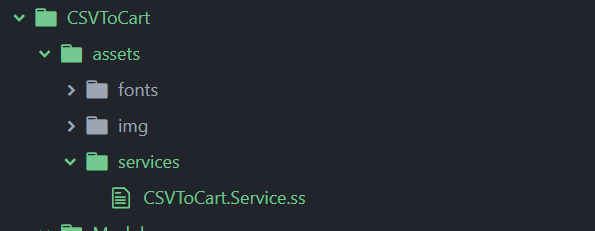 CSVToCart
assets
fonts
img
services
CSVToCart.Service.ss